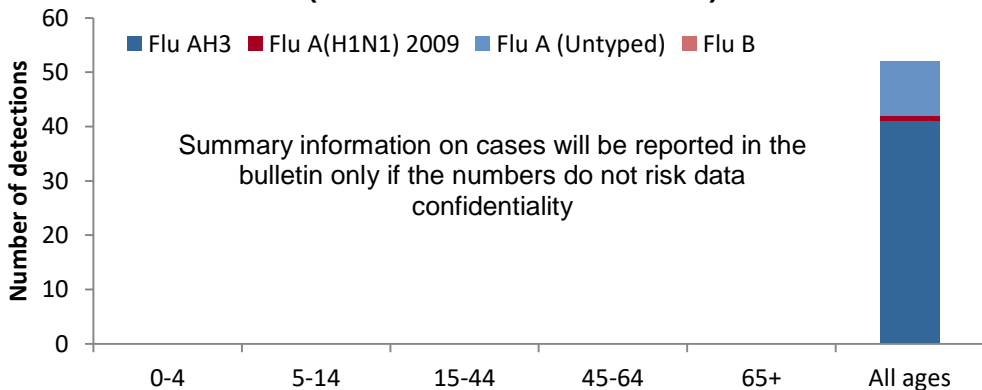 60
Flu AH3 Flu A(H1N1) 2009 Flu A (Untyped) Flu B
50
40
30
20
10
0
Number of detections
Summary information on cases will be reported in the
bulletin only if the numbers do not risk data
confidentiality
0-4 5-14 15-44 45-64 65+ All ages